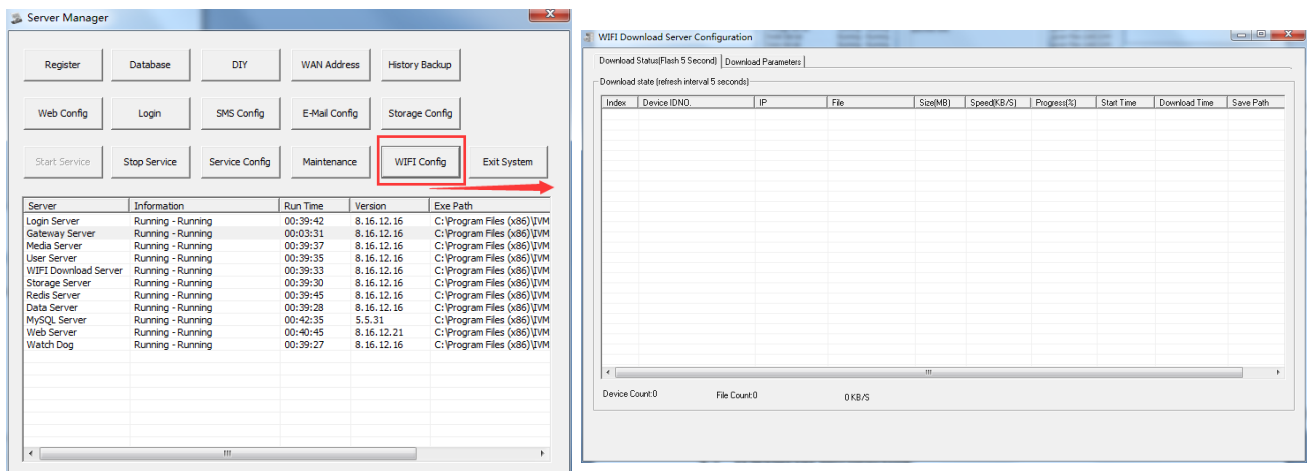 Server Manager
Register Database DIY WAN Address History Backup
Web Config Login SMS Config E-Mail Config Storage Config
Start Service Stop Service Service Config Maintenance WIFI Config Exit System
Server Information Run Time Version Exe Path
Login Server Running - Running 00:39:42 8.16.12.16 C:\Program Files (x86)\IVM
Gateway Server Running - Running 00:03:31 8.16.12.16 C:\Program Files (x86)\IVM
Media Server Running - Running 00:39:37 8.16.12.16 C:\Program Files (x86)\IVM
User Server Running - Running 00:39:35 8.16.12.16 C:\Program Files (x86)\IVM
WIFI Download Server Running - Running 00:39:33 8.16.12.16 C:\Program Files (x86)\IVM
Storage Server Running - Running 00:39:30 8.16.12.16 C:\Program Files (x86)\IVM
Redis Server Running - Running 00:39:45 8.16.12.16 C:\Program Files (x86)\IVM
Data Server Running - Running 00:39:28 8.16.12.16 C:\Program Files (x86)\IVM
MySQL Server Running - Running 00:42:35 5.5.31 C:\Program Files (x86)\IVM
Web Server Running - Running 00:40:45 8.16.12.21 C:\Program Files (x86)\IVM
Watch Dog Running - Running 00:39:27 8.16.12.16 C:\Program Files (x86)\IVM
WIFI Download Server Configuration
Download Status(Flash 5 Second) Download Parameters
Download state (refresh interval 5 seconds)
Index Device IDNO. IP File Size(MB) Speed(KB/S) Progress(%) Start Time Download Time Save Path
Device Count:0 File Count:0 0 KB/S